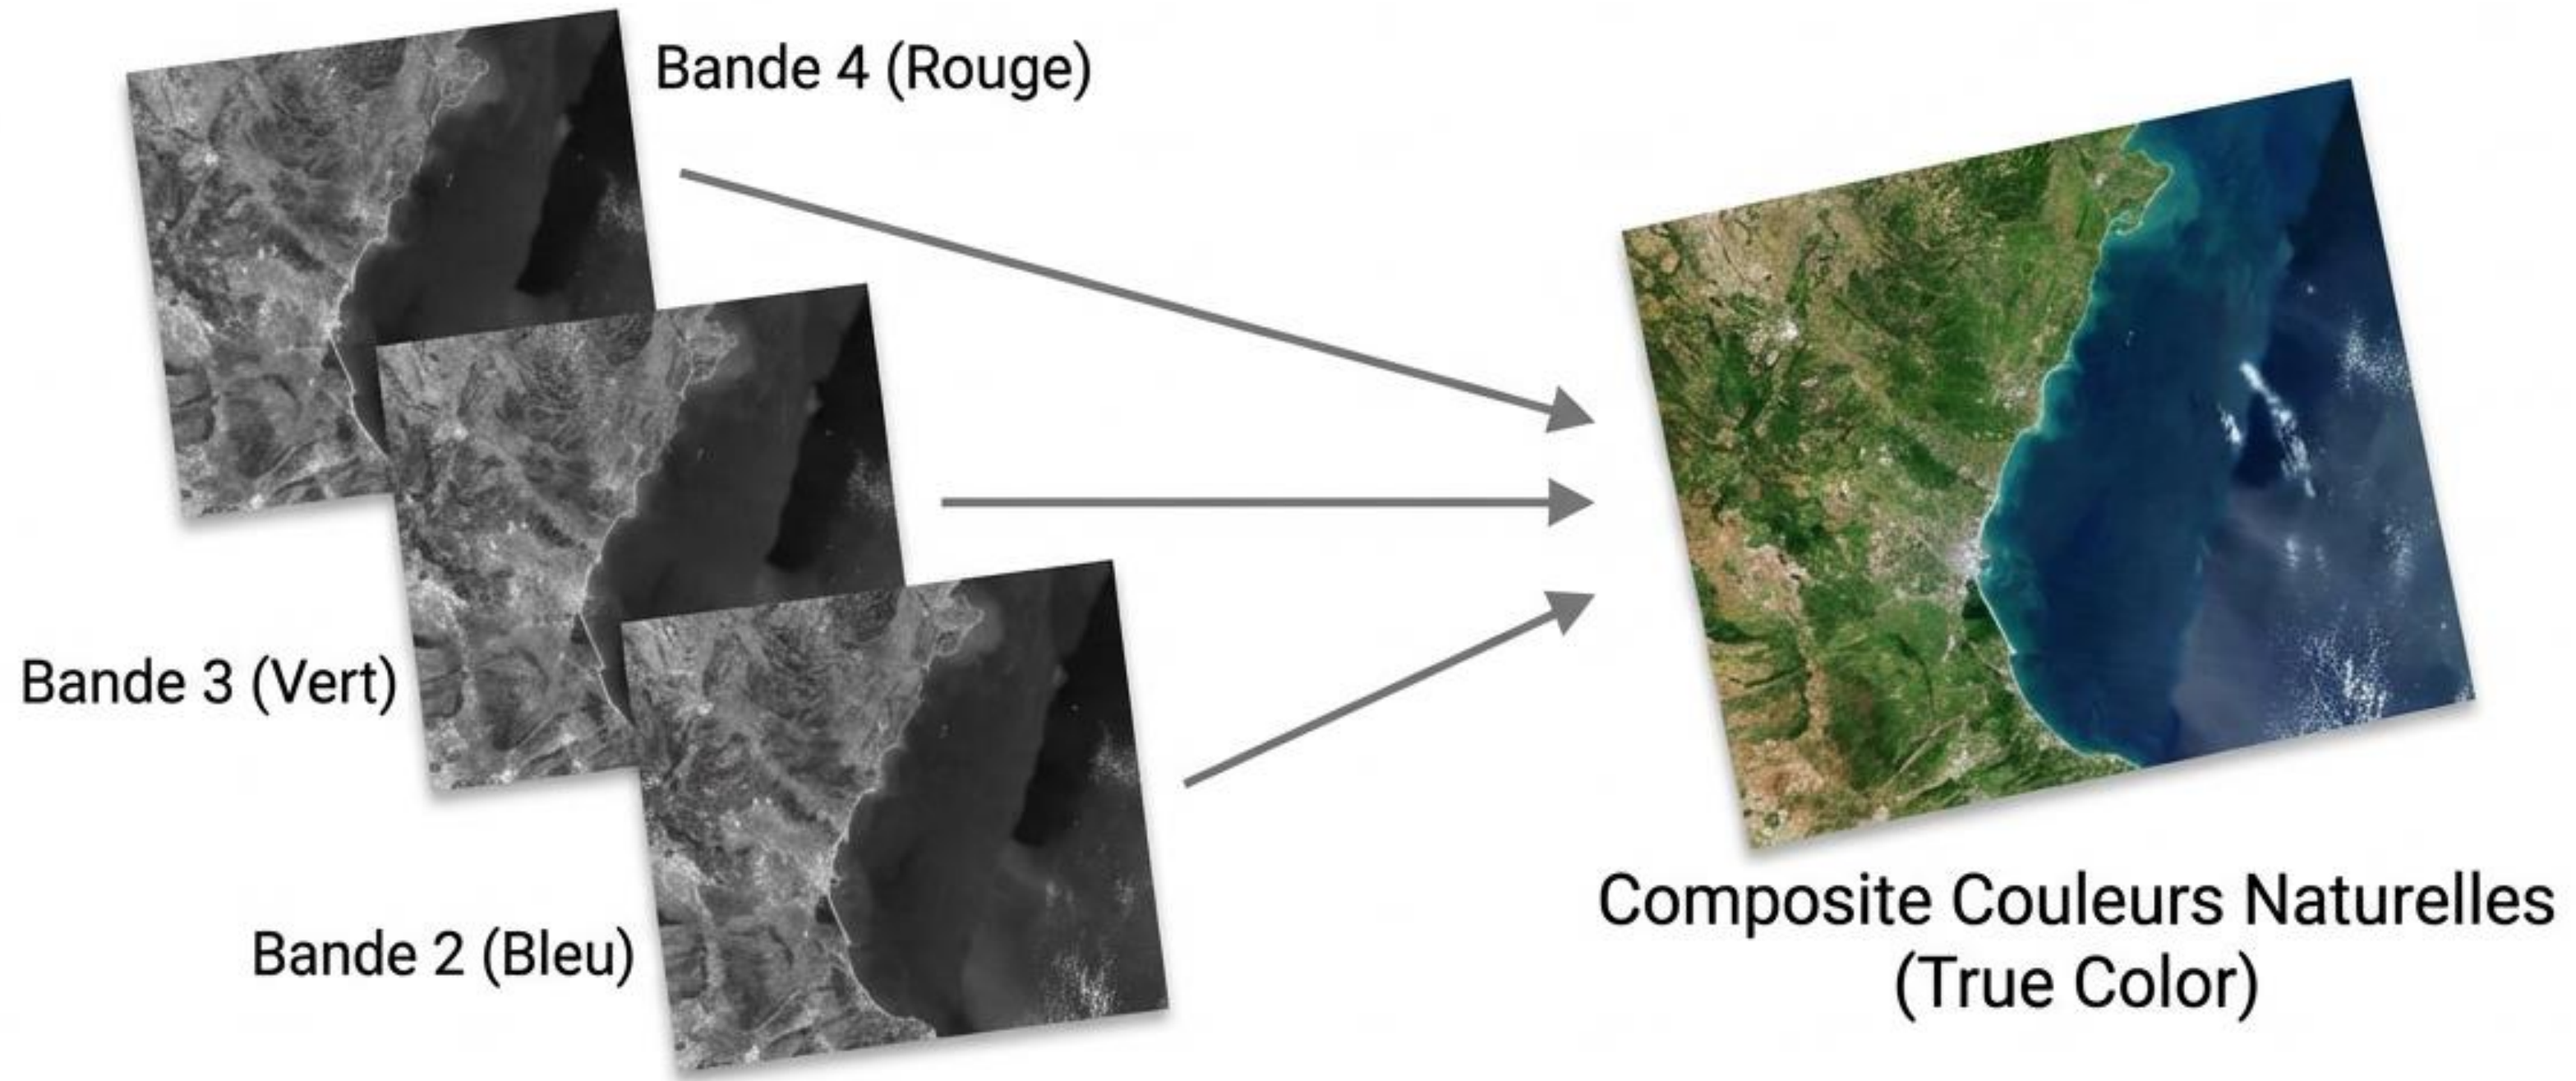 Bande 4 (Rouge)
Bande 3 (Vert)
Bande 2 (Bleu)
Composite Couleurs Naturelles
(True Color)